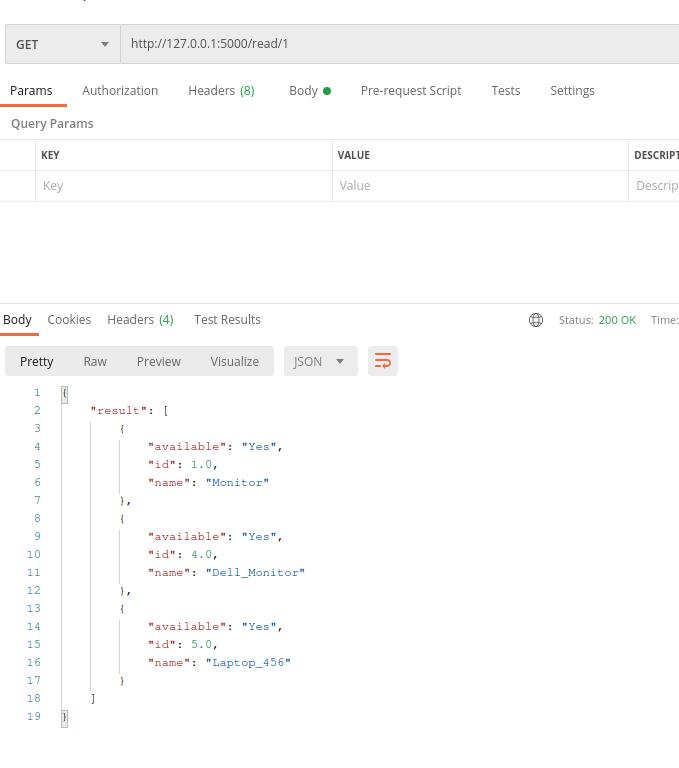 GET http://127.0.0.1:5000/read/1
Params Authorization Headers (8) Body Pre-request Script Tests Settings
Query Params
KEY VALUE DESCRIPT
Key Value Descrip
Body Cookies Headers (4) Test Results Status: 200 OK Time:
Pretty Raw Preview Visualize JSON
1 {
2 "result": [
3 {
4 "available": "Yes",
5 "id": 1.0,
6 "name": "Monitor"
7 },
8 {
9 "available": "Yes",
10 "id": 4.0,
11 "name": "Dell_Monitor"
12 },
13 {
14 "available": "Yes",
15 "id": 5.0,
16 "name": "Laptop_456"
17 }
18 ]
19 }